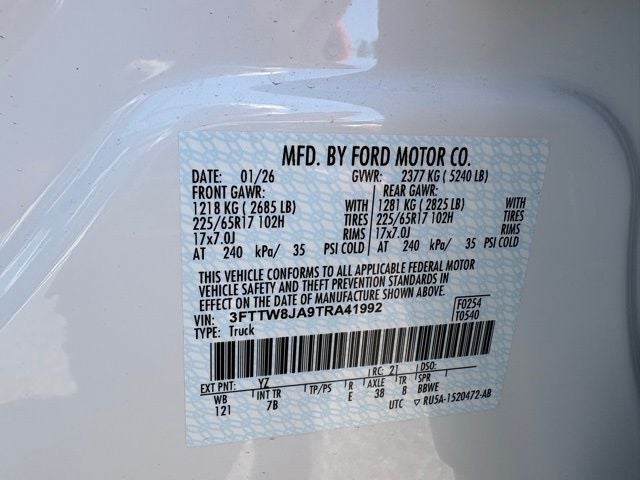 MFD. BY FORD MOTOR CO.
DATE: 01/26 GVWR: 2377 KG ( 5240 LB)
FRONT GAWR: REAR GAWR:
1218 KG ( 2685 LB) WITH 1281 KG ( 2825 LB) WITH
225/65R17 102H TIRES 225/65R17 102H TIRES
17x7.0J RIMS 17x7.0J RIMS
AT 240 kPa/ 35 PSI COLD AT 240 kPa/ 35 PSI COLD
THIS VEHICLE CONFORMS TO ALL APPLICABLE FEDERAL MOTOR
VEHICLE SAFETY AND THEFT PREVENTION STANDARDS IN
EFFECT ON THE DATE OF MANUFACTURE SHOWN ABOVE.
VIN: 3FTTW8JA9TRA41992 F0254
TYPE: Truck T0540
EXT PNT: YZ RC: 21 DSO:
WB INT TR TP/PS R AXLE TR SPR
121 7B E 38 8 BBWE
UTC RU5A-1520472-AB